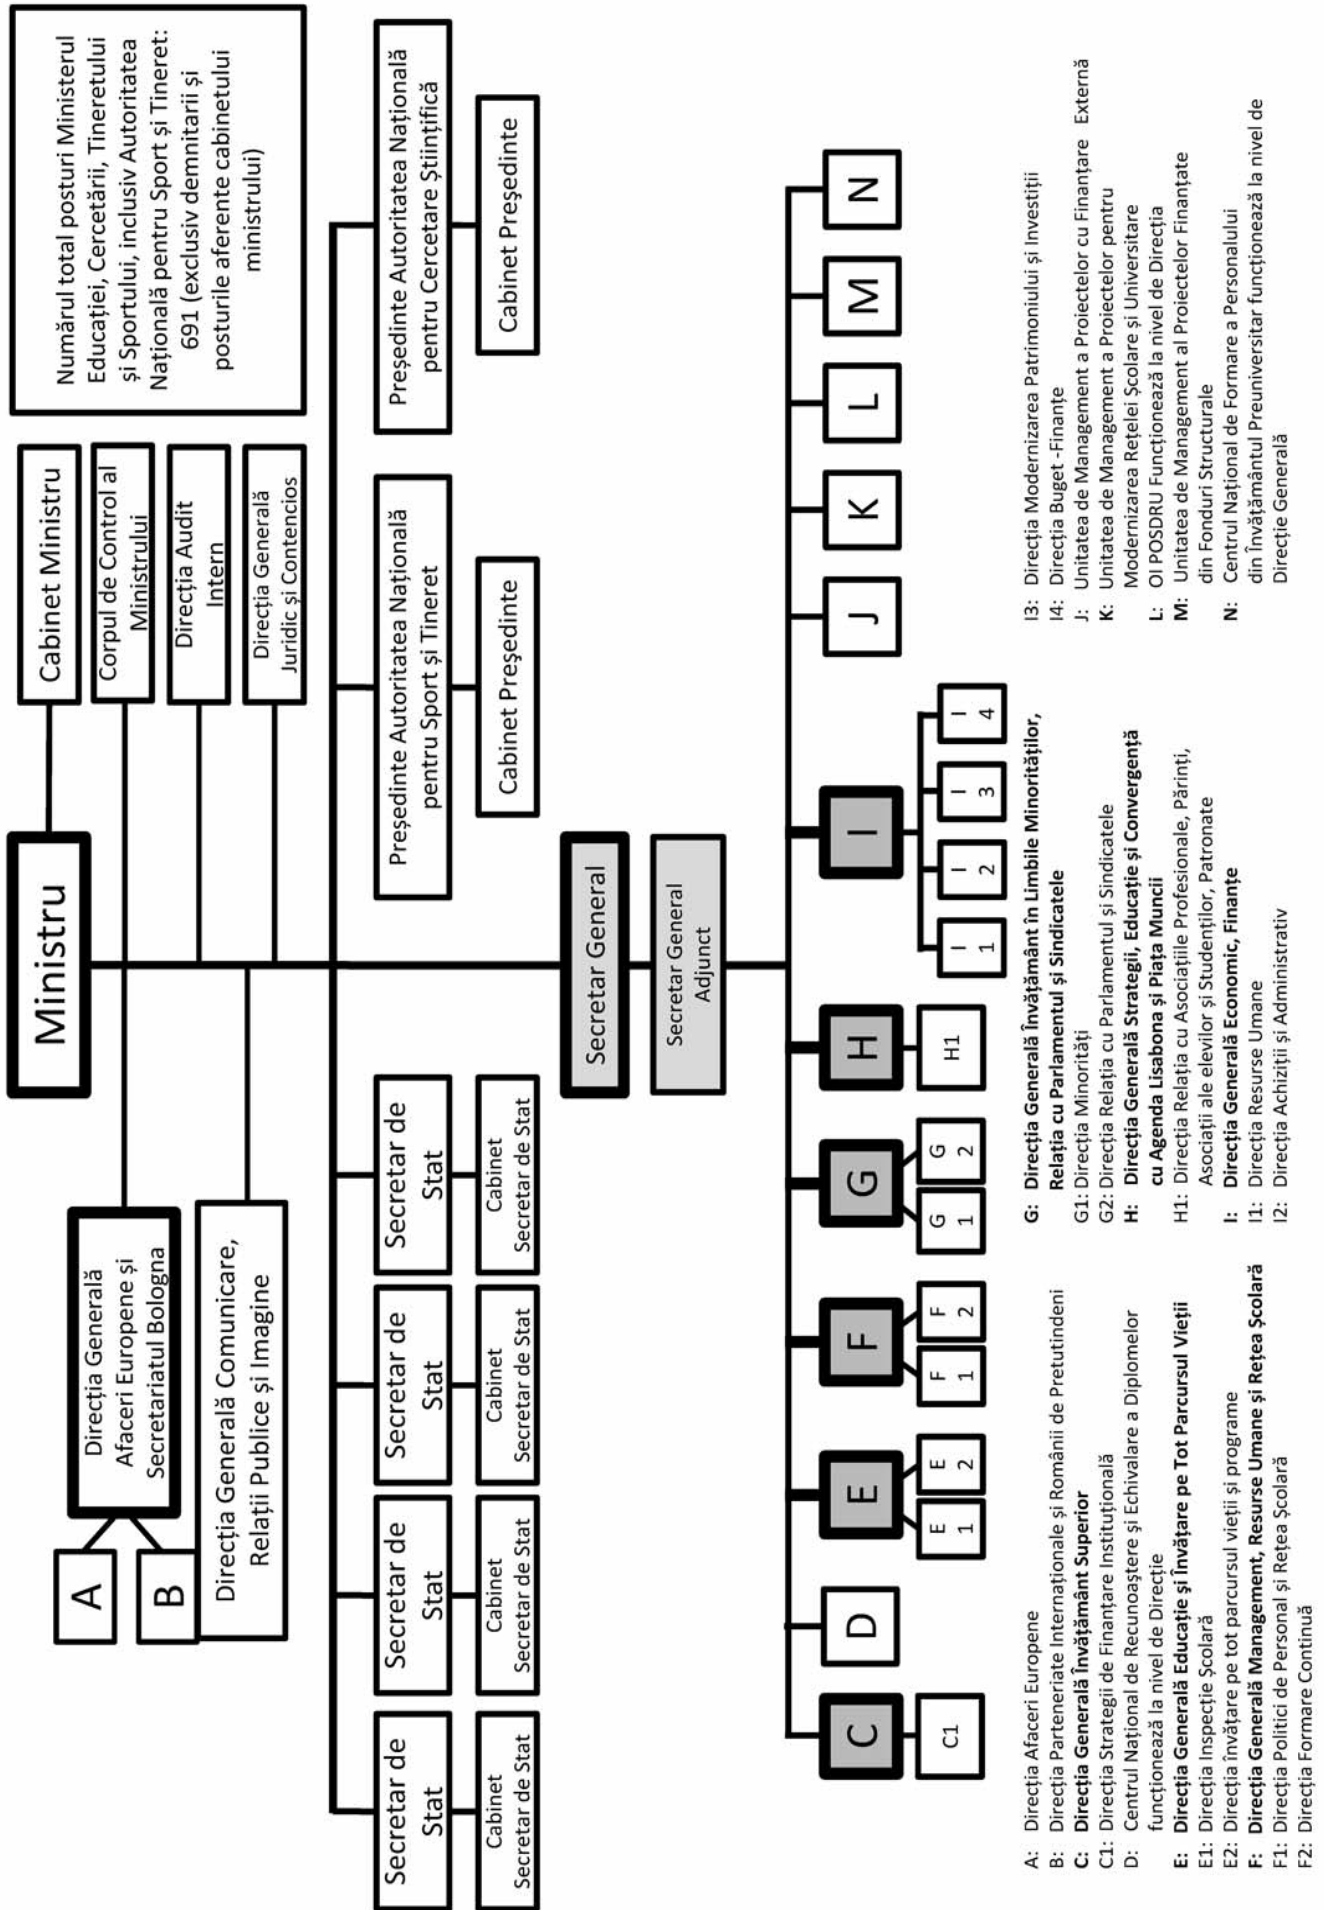 Ministru
Cabinet Ministru
Corpul de Control al
Ministrului
Direcția Audit
Intern
Direcția Generală
Juridic și Contencios
Numărul total posturi Ministerul
Educației, Cercetării, Tineretului
și Sportului, inclusiv Autoritatea
Națională pentru Sport și Tineret:
691 (exclusiv demnitarii și
posturile aferente cabinetului
ministrului)
A
B
Direcția Generală
Afaceri Europene și
Secretariatul Bologna
Direcția Generală Comunicare,
Relații Publice și Imagine
Secretar de
Stat
Cabinet
Secretar de Stat
Secretar de
Stat
Cabinet
Secretar de Stat
Secretar de
Stat
Cabinet
Secretar de Stat
Secretar de
Stat
Cabinet
Secretar de Stat
Președinte Autoritatea Națională
pentru Sport și Tineret
Cabinet Președinte
Președinte Autoritatea Națională
pentru Cercetare Științifică
Cabinet Președinte
Secretar General
Secretar General
Adjunct
C
D
E
F
G
H
I
J
K
L
M
N
C1
E
1
E
2
F
1
F
2
G
1
G
2
H1
I
1
I
2
I
3
I
4
A: Direcția Afaceri Europene
B: Direcția Parteneriate Internaționale și Românii de Pretutindeni
C: Direcția Generală Învățământ Superior
C1: Direcția Strategii de Finanțare Instituțională
D: Centrul Național de Recunoaștere și Echivalare a Diplomelor
funcționează la nivel de Direcție
E: Direcția Generală Educație și Învățare pe Tot Parcursul Vieții
E1: Direcția Inspecție Școlară
E2: Direcția învățare pe tot parcursul vieții și programe
F: Direcția Generală Management, Resurse Umane și Rețea Școlară
F1: Direcția Politici de Personal și Rețea Școlară
F2: Direcția Formare Continuă
G: Direcția Generală Învățământ în Limbile Minorităților,
Relația cu Parlamentul și Sindicatele
G1: Direcția Minorități
G2: Direcția Relația cu Parlamentul și Sindicatele
H: Direcția Generală Strategii, Educație și Convergență
cu Agenda Lisabona și Piața Muncii
H1: Direcția Relația cu Asociațiile Profesionale, Părinți,
Asociații ale elevilor și Studenților, Patronate
I: Direcția Generală Economic, Finanțe
I1: Direcția Resurse Umane
I2: Direcția Achiziții și Administrativ
I3: Direcția Modernizarea Patrimoniului și Investiții
I4: Direcția Buget -Finanțe
J: Unitatea de Management a Proiectelor cu Finanțare Externă
K: Unitatea de Management a Proiectelor pentru
Modernizarea Rețelei Școlare și Universitare
L: OI POSDRU Funcționează la nivel de Direcția
M: Unitatea de Management al Proiectelor Finanțate
din Fonduri Structurale
N: Centrul Național de Formare a Personalului
din Învățământul Preuniversitar funcționează la nivel de
Direcție Generală